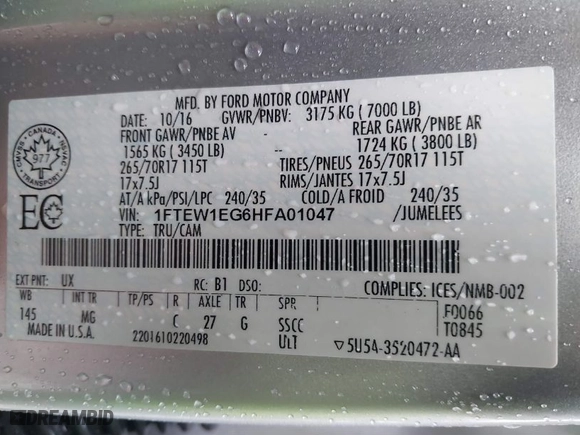 MFD. BY FORD MOTOR COMPANY
DATE: 10/16 GVWR/PNBV: 3175 KG ( 7000 LB)
FRONT GAWR/PNBE AV -- REAR GAWR/PNBE AR
1565 KG ( 3450 LB) 1724 KG ( 3800 LB)
265/70R17 115T TIRES/PNEUS 265/70R17 115T
17x7.5J RIMS/JANTES 17x7.5J
AT/A kPa/PSI/LPC 240/35 COLD/A FROID 240/35
VIN: 1FTEW1EG6HFA01047 /JUMELEES
TYPE: TRU/CAM
CMVSS CANADA NSVAC
977
TRANSPORT
EC
EXT PNT: UX RC: B1 DSO: COMPLIES: ICES/NMB-002
WB INT TR TP/PS R AXLE TR SPR F0066
145 MG C 27 G SSCC T0845
MADE IN U.S.A. 2201610220498 ULT ▽5U5A-3520472-AA
DREAMBID